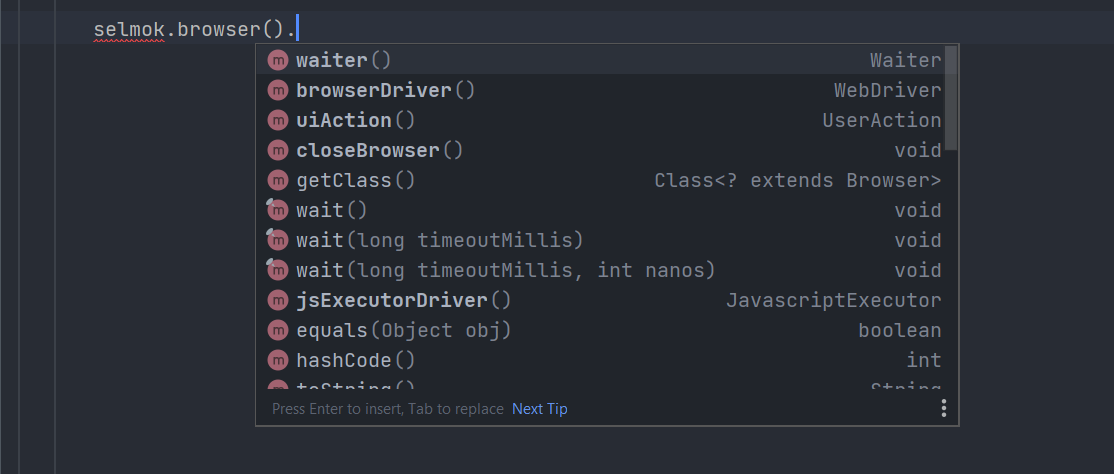 selmok.browser().
m waiter() Waiter
m browserDriver() WebDriver
m uiAction() UserAction
m closeBrowser() void
m getClass() Class<? extends Browser>
m wait() void
m wait(long timeoutMillis) void
m wait(long timeoutMillis, int nanos) void
m jsExecutorDriver() JavascriptExecutor
m equals(Object obj) boolean
m hashCode() int
m toString() String
Press Enter to insert, Tab to replace Next Tip